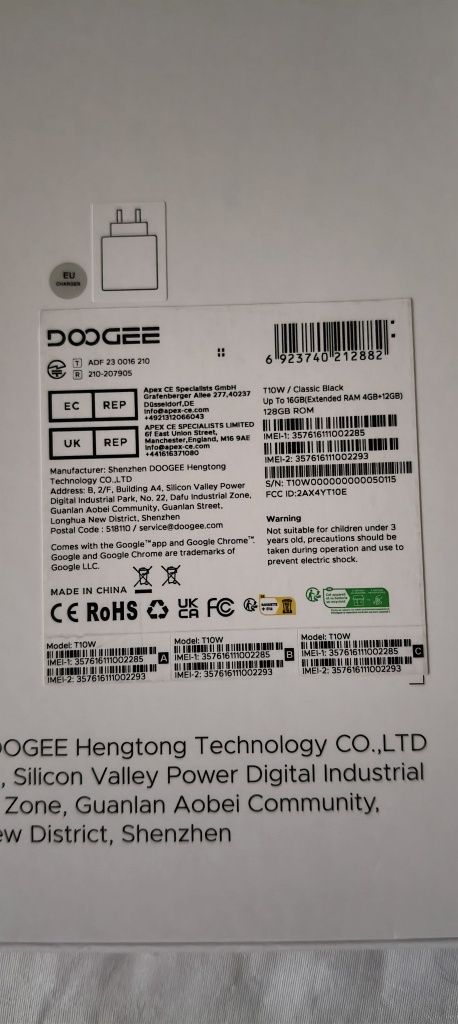 EU
CHARGER
DOOGEE
T ADF 23 0016 210
R 210-207905
6 923740 212882
EC REP
Apex CE Specialists GmbH
Grafenberger Allee 277,40237
Düsseldorf,DE
Info@apex-ce.com
+4921312066043
UK REP
APEX CE SPECIALISTS LIMITED
6f East Union Street,
Manchester,England, M16 9AE
Info@apex-ce.com
+441616371080
T10W / Classic Black
Up To 16GB(Extended RAM 4GB+12GB)
128GB ROM
IMEI-1: 357616111002285
IMEI-2: 357616111002293
S/N: T10W00000000050115
FCC ID:2AX4YT10E
Manufacturer: Shenzhen DOOGEE Hengtong
Technology CO.,LTD
Address: B, 2/F, Building A4, Silicon Valley Power
Digital Industrial Park, No. 22, Dafu Industrial Zone,
Guanlan Aobei Community, Guanlan Street,
Longhua New District, Shenzhen
Postal Code : 518110 / service@doogee.com
Comes with the Google™app and Google Chrome™.
Google and Google Chrome are trademarks of
Google LLC.
Warning
Not suitable for children under 3
years old, precautions should be
taken during operation and use to
prevent electric shock.
MADE IN CHINA
CE RoHS UK CA FC
Model: T10W
IMEI-1: 357616111002285
IMEI-2: 357616111002293
A
Model: T10W
IMEI-1: 357616111002285
IMEI-2: 357616111002293
B
Model: T10W
IMEI-1: 357616111002285
IMEI-2: 357616111002293
C
OOGEE Hengtong Technology CO.,LTD
, Silicon Valley Power Digital Industrial
Zone, Guanlan Aobei Community,
ew District, Shenzhen